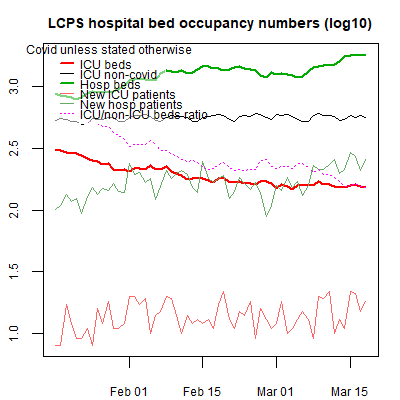 LCPS hospital bed occupancy numbers (log10)
Covid unless stated otherwise
ICU beds
ICU non-covid
Hosp beds
New ICU patients
New hosp patients
ICU/non-ICU beds ratio
3.0
2.5
2.0
1.5
1.0
Feb 01
Feb 15
Mar 01
Mar 15